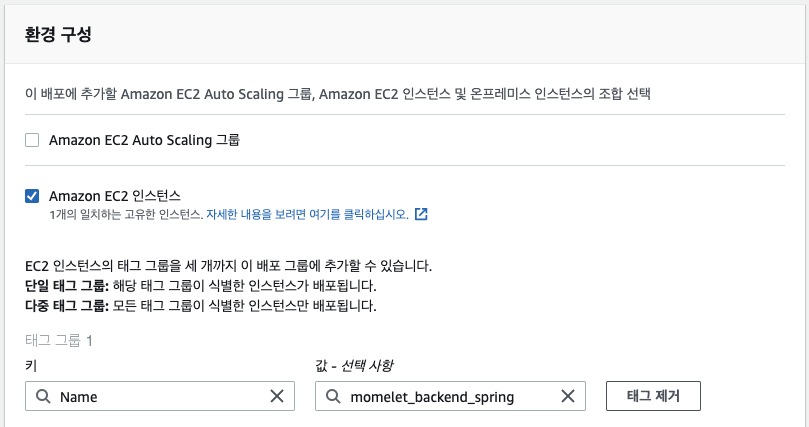 환경 구성
이 배포에 추가할 Amazon EC2 Auto Scaling 그룹, Amazon EC2 인스턴스 및 온프레미스 인스턴스의 조합 선택
Amazon EC2 Auto Scaling 그룹
Amazon EC2 인스턴스
1개의 일치하는 고유한 인스턴스. 자세한 내용을 보려면 여기를 클릭하십시오.
EC2 인스턴스의 태그 그룹을 세 개까지 이 배포 그룹에 추가할 수 있습니다.
단일 태그 그룹: 해당 태그 그룹이 식별한 인스턴스가 배포됩니다.
다중 태그 그룹: 모든 태그 그룹이 식별한 인스턴스만 배포됩니다.
태그 그룹 1
키 값 - 선택 사항
Name momelet_backend_spring 태그 제거